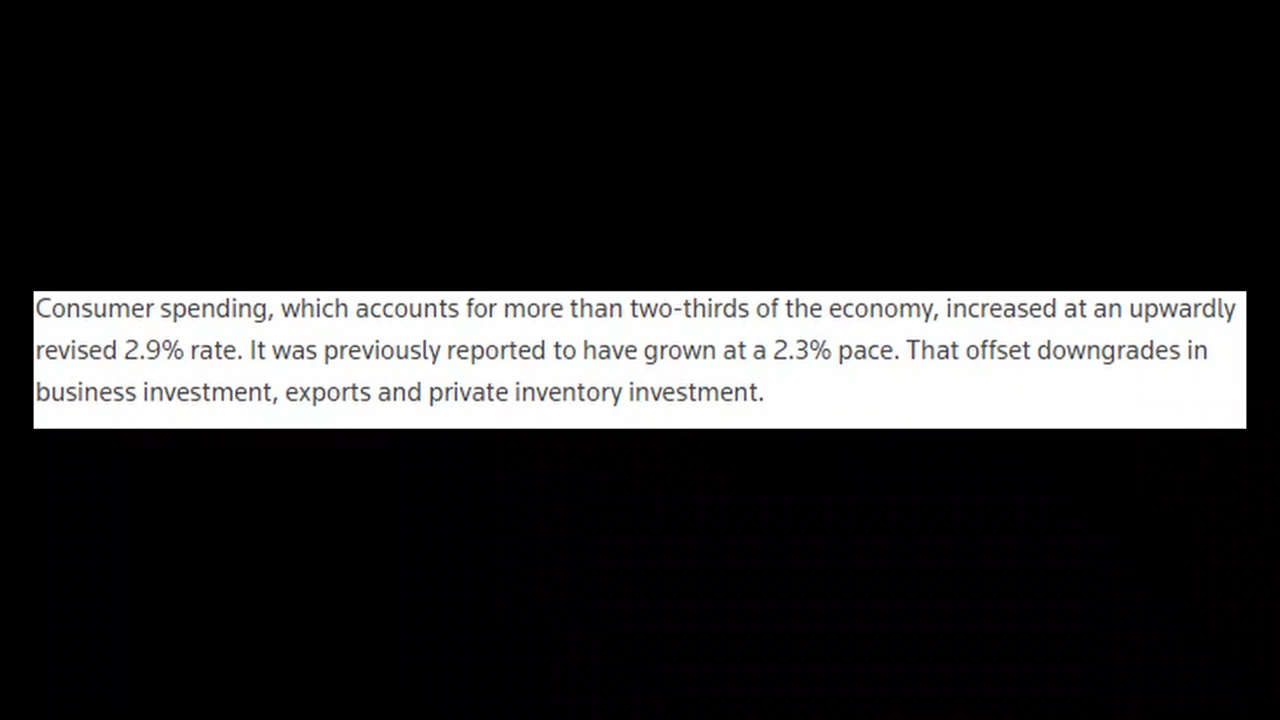 Consumer spending, which accounts for more than two-thirds of the economy, increased at an upwardly
revised 2.9% rate. It was previously reported to have grown at a 2.3% pace. That offset downgrades in
business investment, exports and private inventory investment.